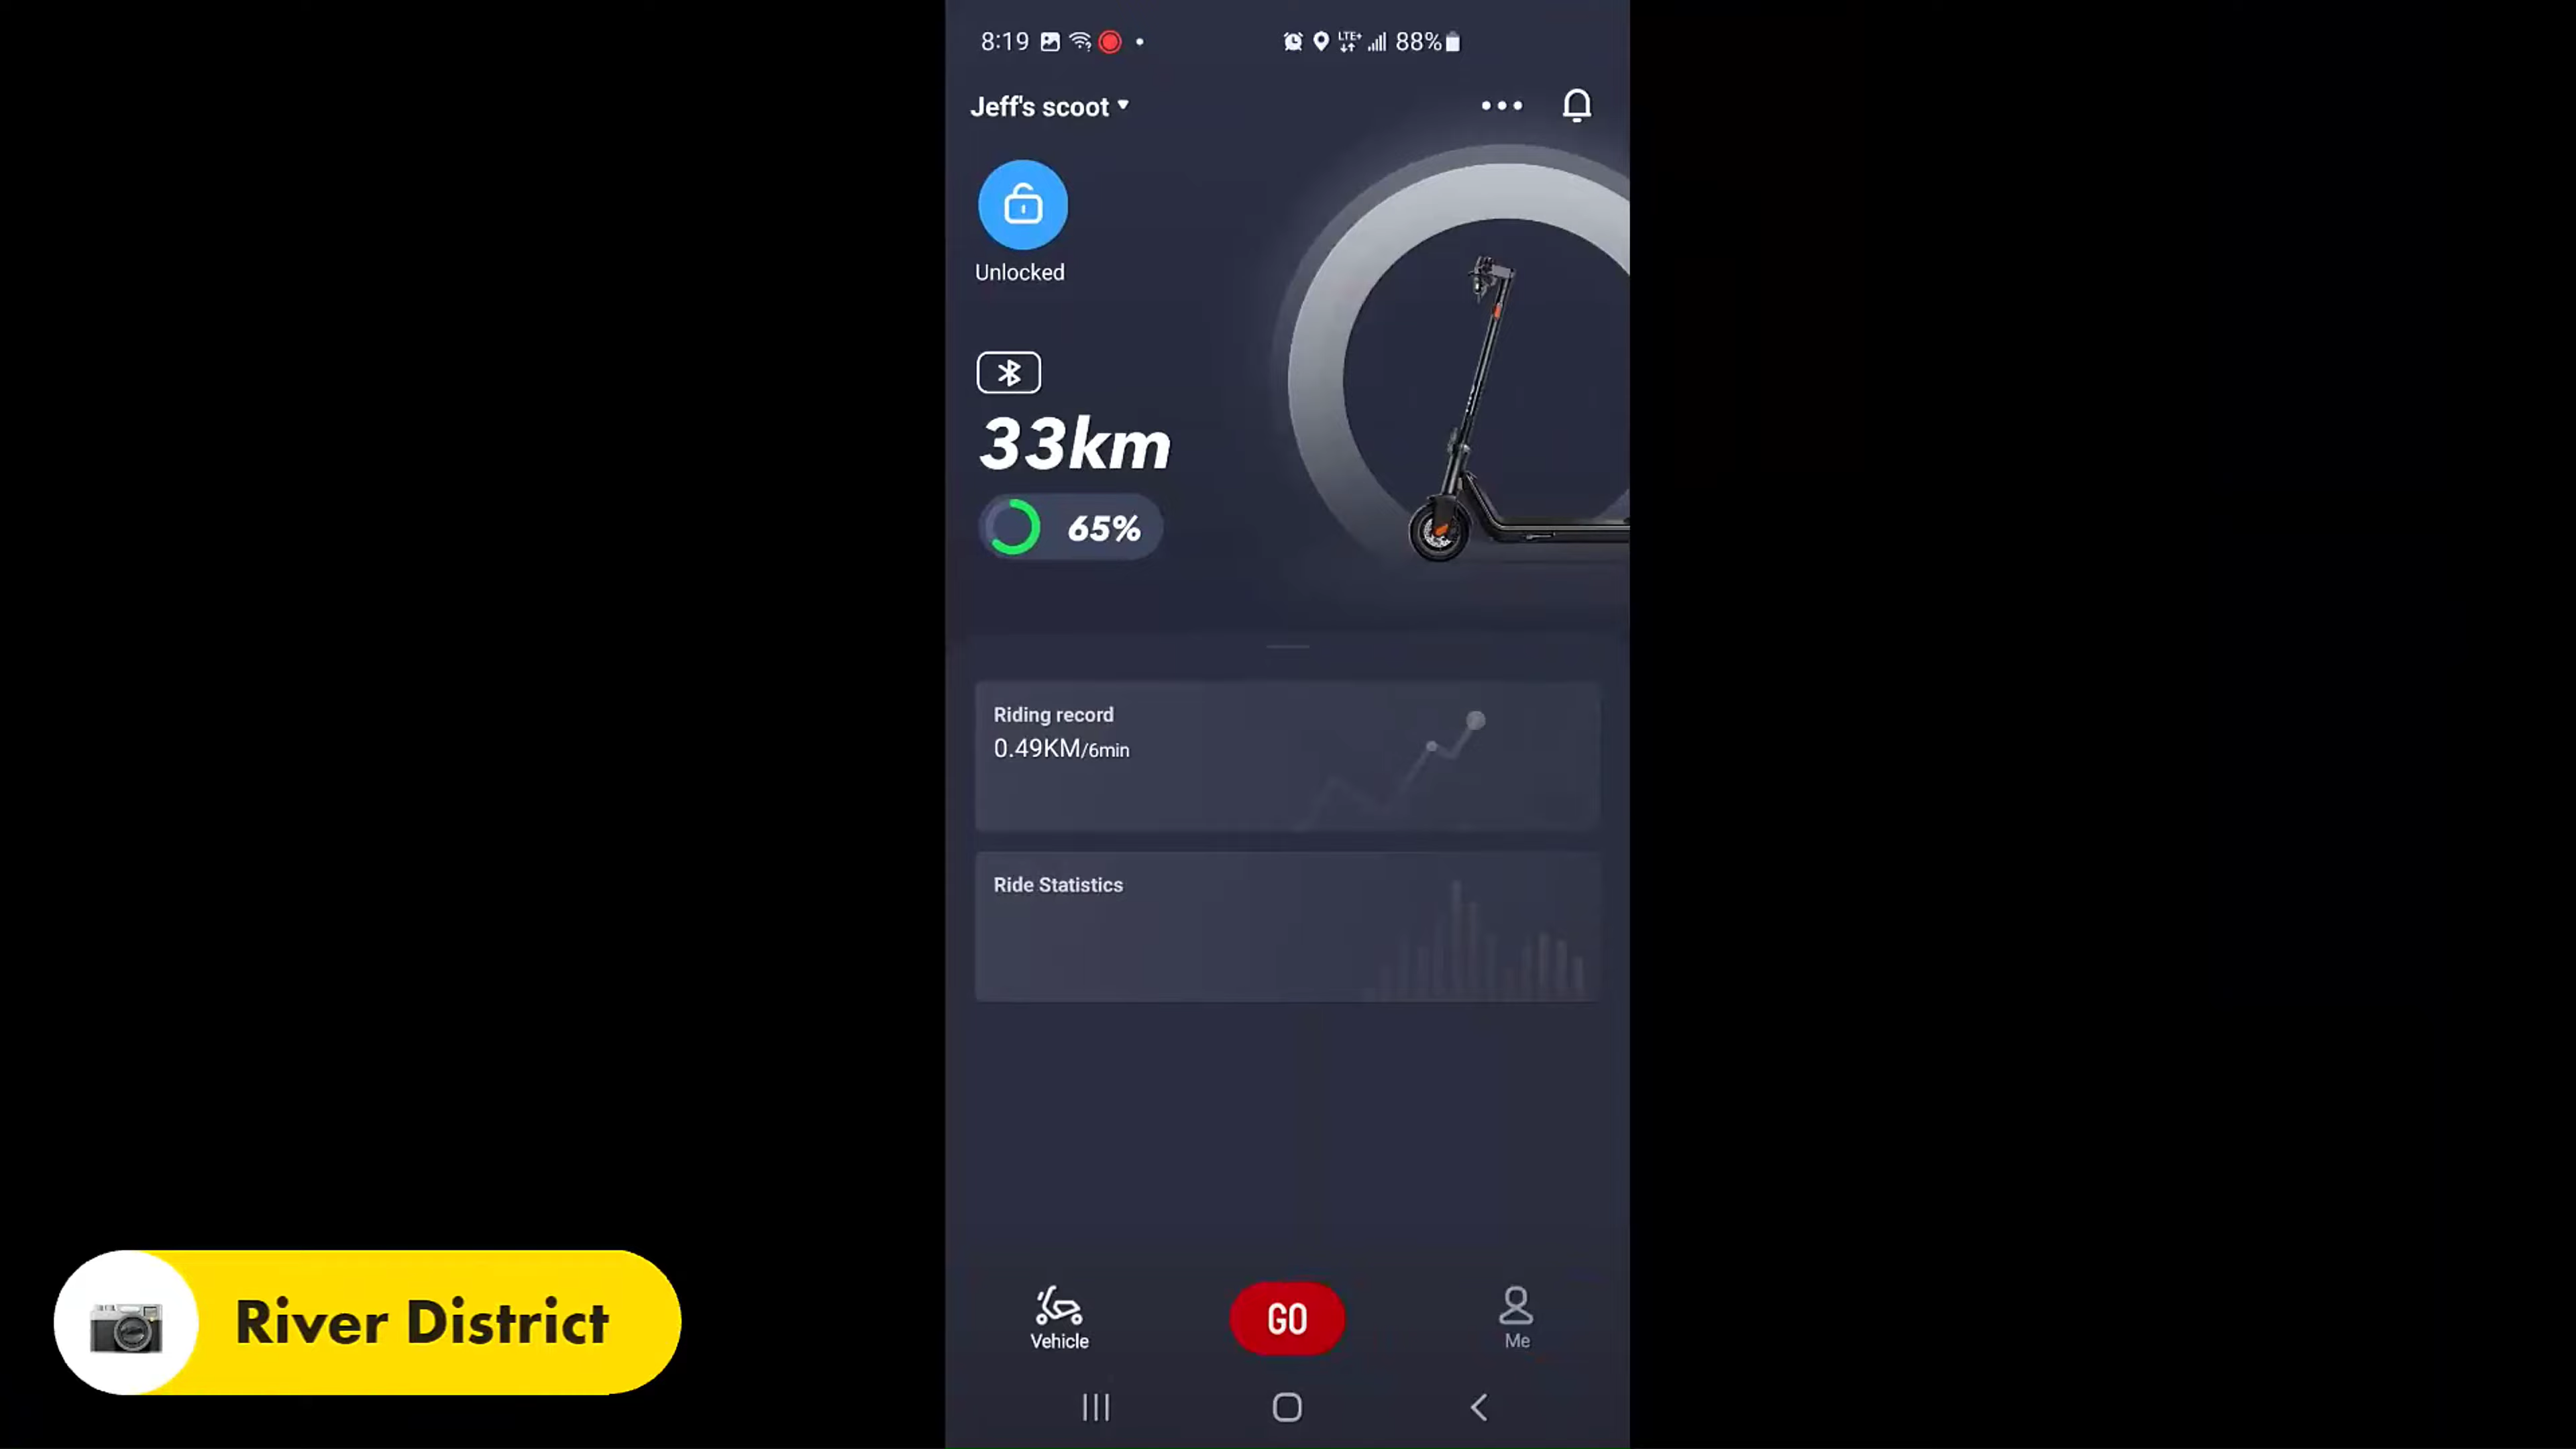 8:19 LTE+ 88%
Jeff's scoot
Unlocked
33km
65%
Riding record
0.49KM/6min
Ride Statistics
Vehicle
GO
Me
River District